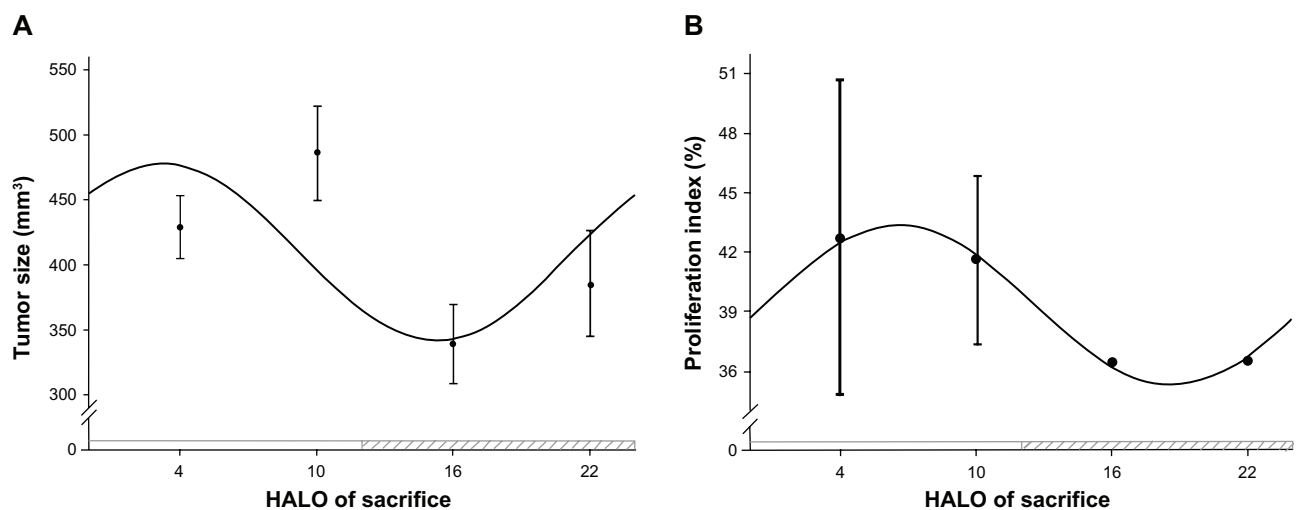 A
Tumor size (mm³)
550
500
450
400
350
300
0
4 10 16 22
HALO of sacrifice
B
Proliferation index (%)
51
48
45
42
39
36
0
4 10 16 22
HALO of sacrifice